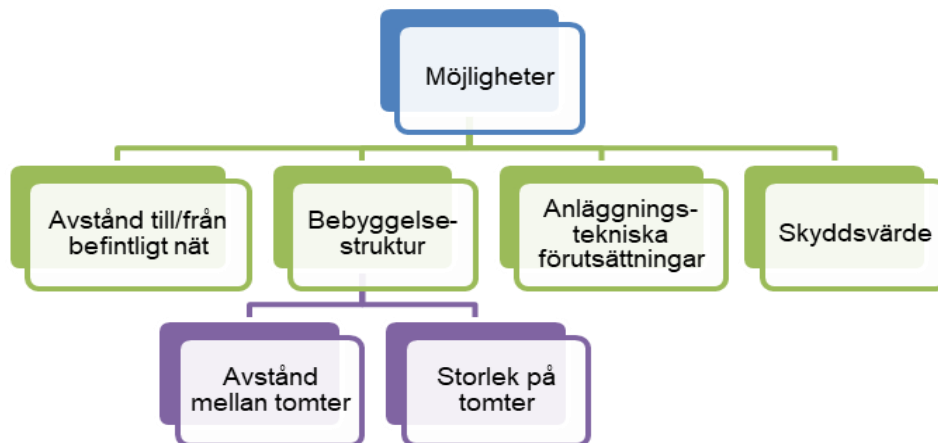 Möjligheter
Avstånd till/från
befintligt nät
Bebyggelse-
struktur
Anläggnings-
tekniska
förutsättningar
Skyddsvärde
Avstånd
mellan tomter
Storlek på
tomter